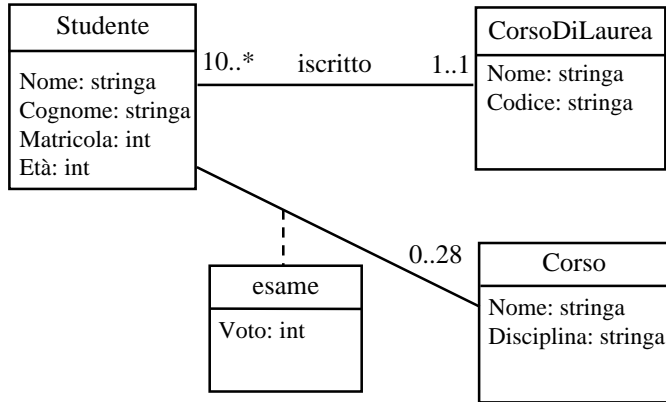 Studente
Nome: stringa
Cognome: stringa
Matricola: int
Età: int
10..*
iscritto
1..1
CorsoDiLaurea
Nome: stringa
Codice: stringa
0..28
esame
Voto: int
Corso
Nome: stringa
Disciplina: stringa